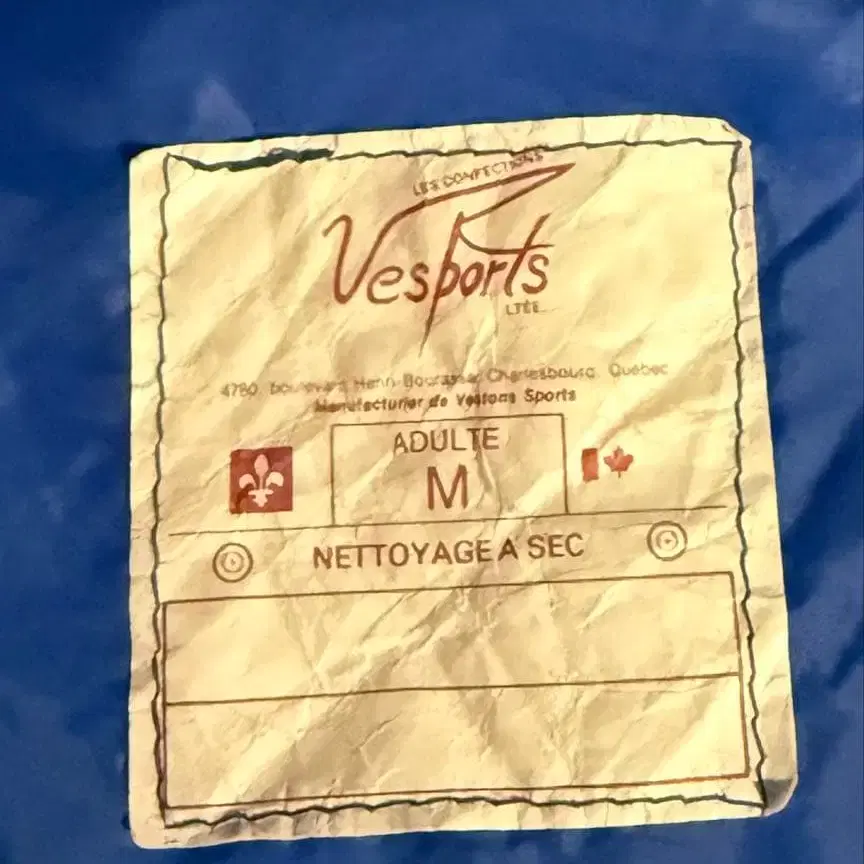 LES CONFECTIONS
Vesports
LTÉE
4780, boulevard Henri-Bourassa, Charlesbourg, Québec
Manufacturier de Vestons Sports
ADULTE
M
NETTOYAGE A SEC